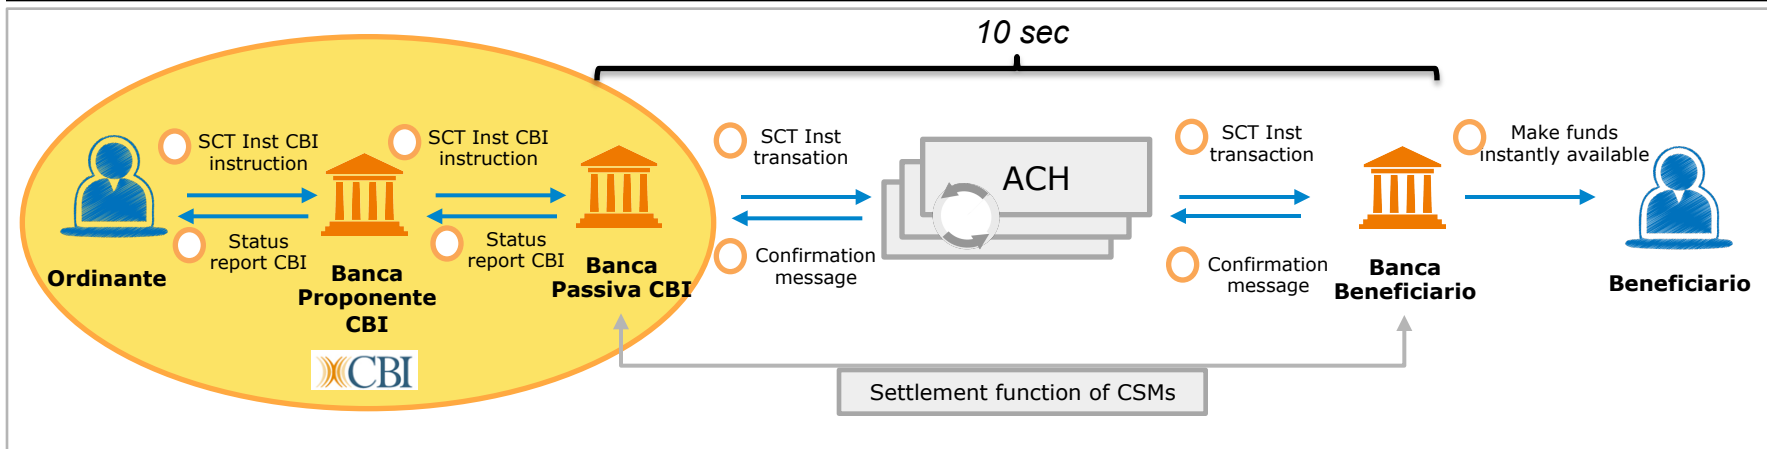 10 sec
SCT Inst CBI
instruction
SCT Inst CBI
instruction
SCT Inst
transation
ACH
SCT Inst
transaction
Make funds
instantly available
Status
report CBI
Status
report CBI
Confirmation
message
Confirmation
message
Ordinante
Banca
Proponente
CBI
Banca
Passiva CBI
Banca
Beneficiario
Beneficiario
CBI
Settlement function of CSMs